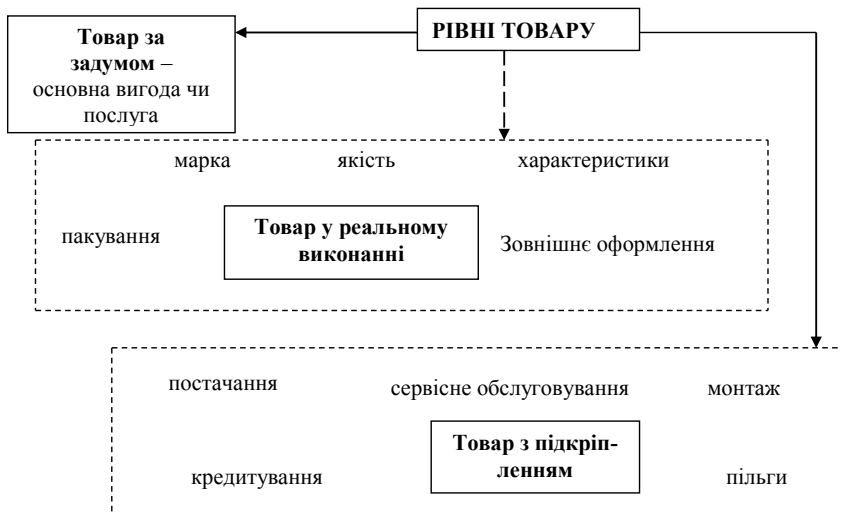 РІВНІ ТОВАРУ
Товар за
задумом –
основна вигода чи
послуга
марка якість характеристики
пакування
Товар у реальному
виконанні
Зовнішнє оформлення
постачання сервісне обслуговування монтаж
Товар з підкріп-
ленням
кредитування пільги